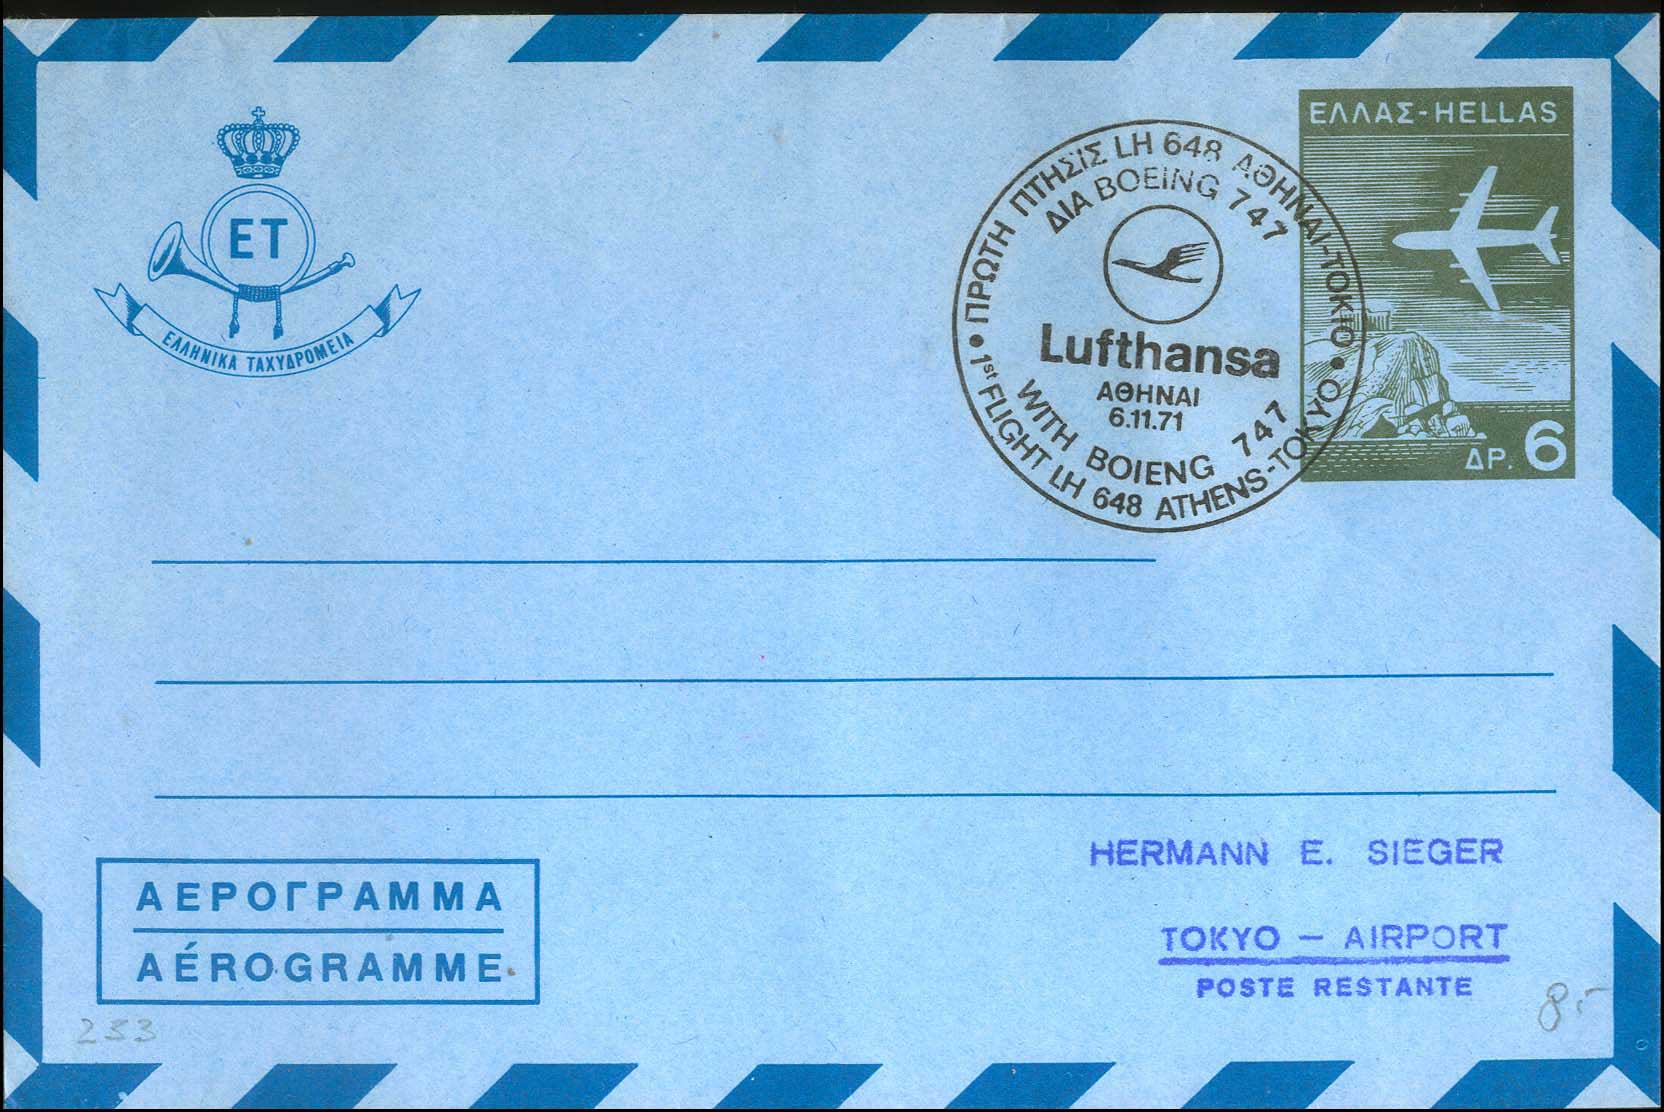 ΕΛΛΑΣ-HELLAS
ΔΡ. 6
ΕΤ
ΕΛΛΗΝΙΚΑ ΤΑΧΥΔΡΟΜΕΙΑ
• ΠΡΩΤΗ ΠΤΗΣΙΣ LH 648 ΑΘΗΝΑΙ-ΤΟΚΙΟ •
ΔΙΑ BOEING 747
Lufthansa
ΑΘΗΝΑΙ
6.11.71
WITH BOIENG 747
1st FLIGHT LH 648 ATHENS-TOKYO
HERMANN E. SIEGER
TOKYO – AIRPORT
POSTE RESTANTE
ΑΕΡΟΓΡΑΜΜΑ
AÉROGRAMME
233
8.-